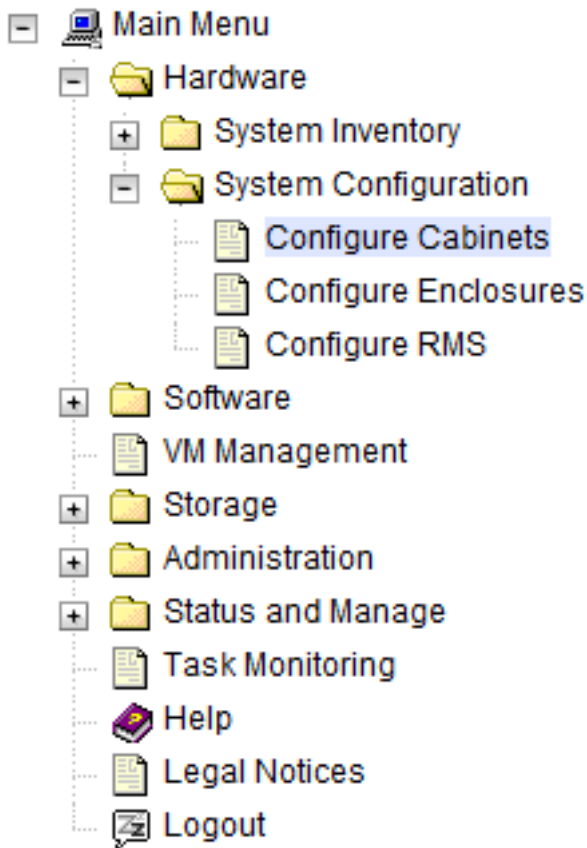 Main Menu
Hardware
System Inventory
System Configuration
Configure Cabinets
Configure Enclosures
Configure RMS
Software
VM Management
Storage
Administration
Status and Manage
Task Monitoring
Help
Legal Notices
Logout